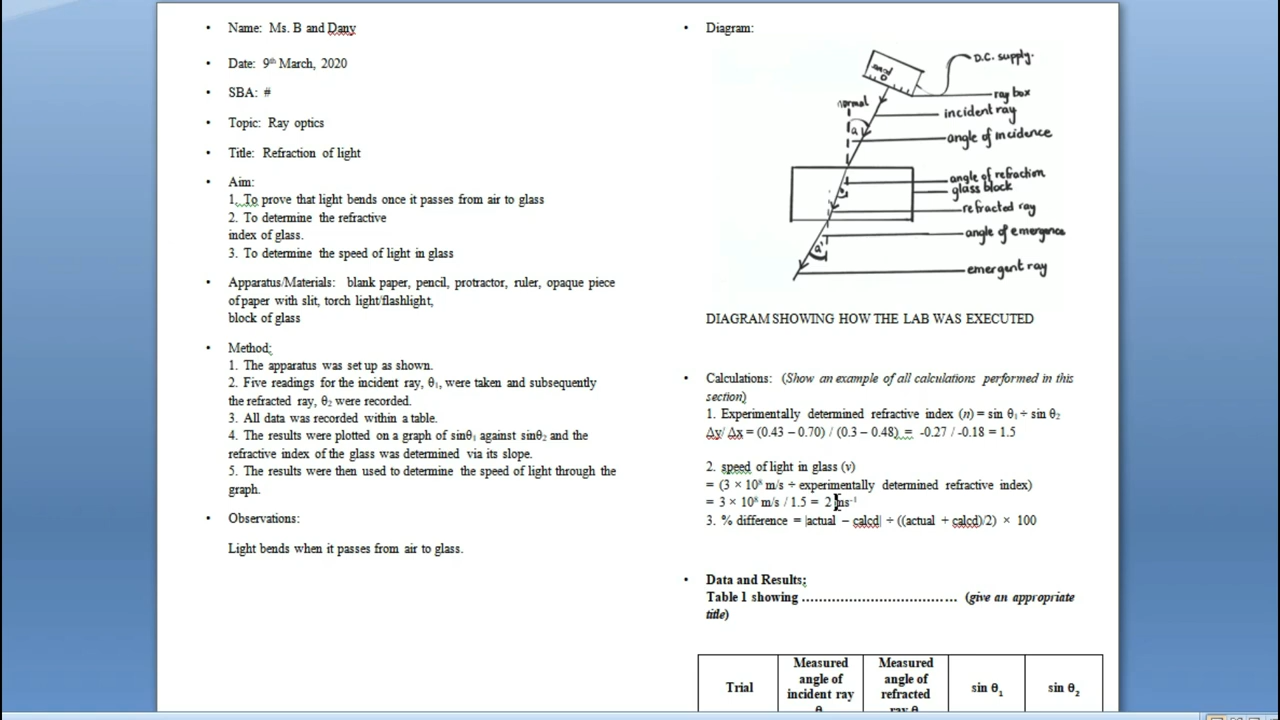 Name: Ms. B and Dany
Date: 9th March, 2020
SBA: #
Topic: Ray optics
Title: Refraction of light
Aim:
1. To prove that light bends once it passes from air to glass
2. To determine the refractive
index of glass.
3. To determine the speed of light in glass
Apparatus/Materials: blank paper, pencil, protractor, ruler, opaque piece
of paper with slit, torch light/flashlight,
block of glass
Method:
1. The apparatus was set up as shown.
2. Five readings for the incident ray, θ₁, were taken and subsequently
the refracted ray, θ₂ were recorded.
3. All data was recorded within a table.
4. The results were plotted on a graph of sinθ₁ against sinθ₂ and the
refractive index of the glass was determined via its slope.
5. The results were then used to determine the speed of light through the
graph.
Observations:
Light bends when it passes from air to glass.
Diagram:
D.C. supply.
ray box
normal
incident ray
a
angle of incidence
angle of refraction
glass block
refracted ray
angle of emergence
a'
emergent ray
DIAGRAM SHOWING HOW THE LAB WAS EXECUTED
Calculations: (Show an example of all calculations performed in this
section)
1. Experimentally determined refractive index (n) = sin θ₁ ÷ sin θ₂
Δy/ Δx = (0.43 – 0.70) / (0.3 – 0.48) = -0.27 / -0.18 = 1.5
2. speed of light in glass (v)
= (3 × 10⁸ m/s ÷ experimentally determined refractive index)
= 3 × 10⁸ m/s / 1.5 = 2 ms⁻¹
3. % difference = |actual – calcd| ÷ ((actual + calcd)/2) × 100
Data and Results:
Table 1 showing ....................................... (give an appropriate
title)
Trial
Measured
angle of
incident ray
Measured
angle of
refracted
ray
sin θ₁
sin θ₂